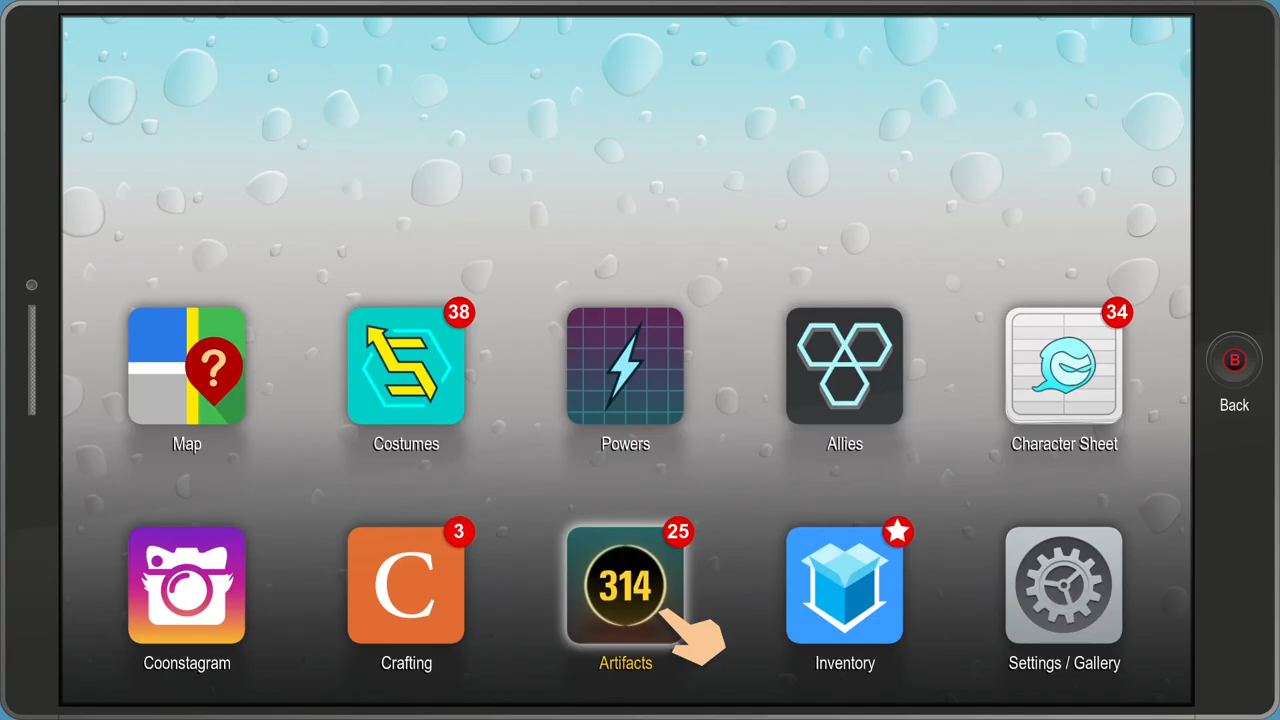 38
34
?
B
Back
Map
Costumes
Powers
Allies
Character Sheet
3
25
C
314
Coonstagram
Crafting
Artifacts
Inventory
Settings / Gallery